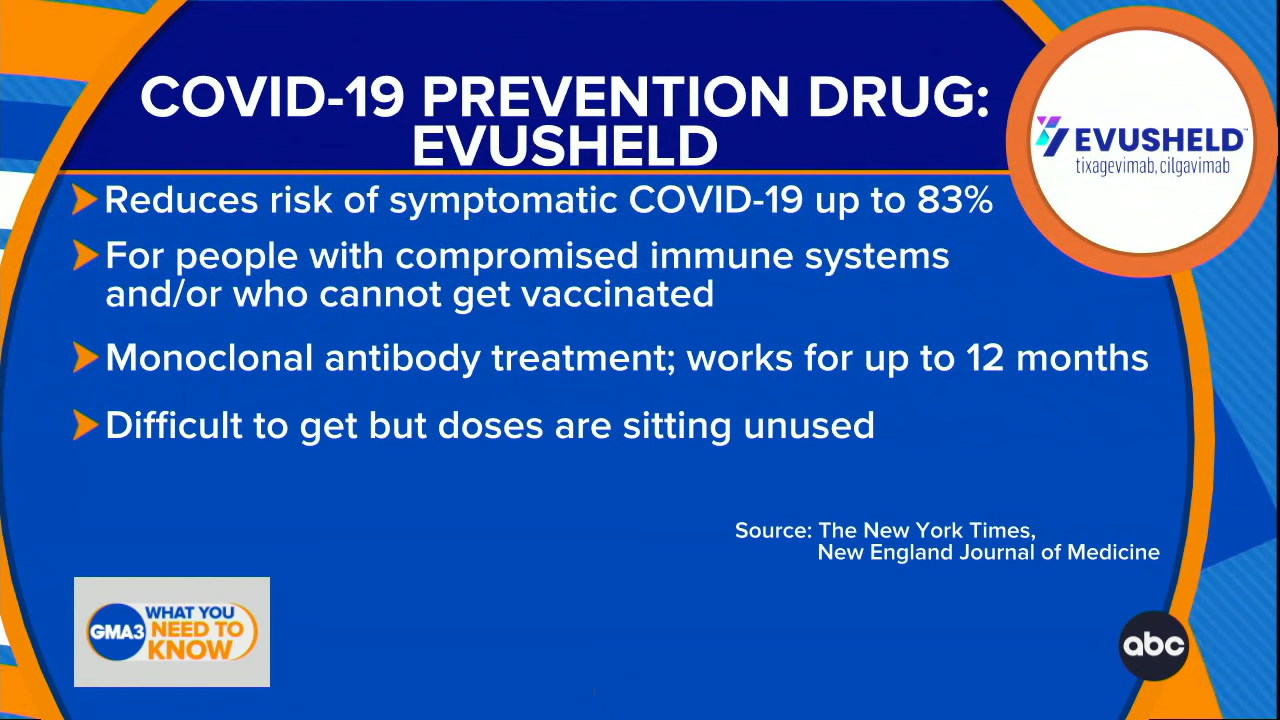 COVID-19 PREVENTION DRUG:
EVUSHELD
EVUSHELD™
tixagevimab, cilgavimab
Reduces risk of symptomatic COVID-19 up to 83%
For people with compromised immune systems
and/or who cannot get vaccinated
Monoclonal antibody treatment; works for up to 12 months
Difficult to get but doses are sitting unused
Source: The New York Times,
New England Journal of Medicine
GMA3
WHAT YOU
NEED TO
KNOW
abc